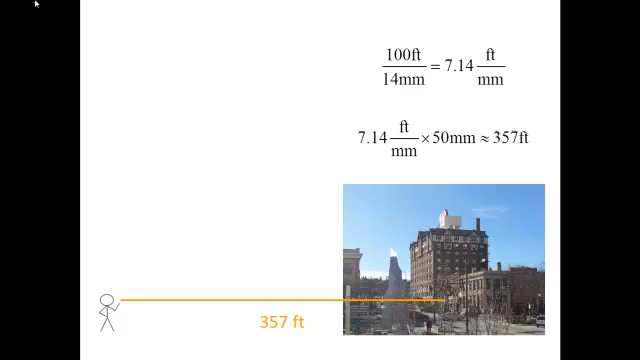 100ft
14mm
= 7.14 ft
mm
7.14 ft
mm
× 50mm ≈ 357ft
357 ft